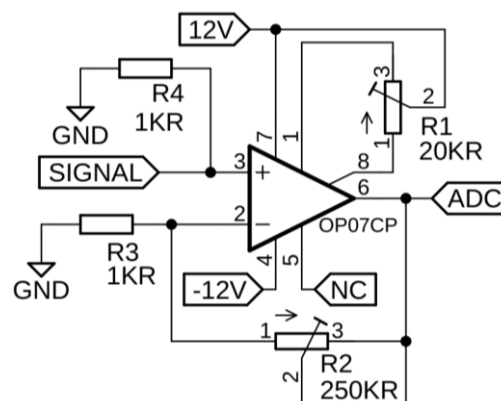 12V
R4
1KR
GND
SIGNAL
3
+
7
1
3
2
1
R1
20KR
8
6
ADC
OP07CP
2
−
R3
1KR
GND
4
5
-12V
NC
1
3
2
R2
250KR